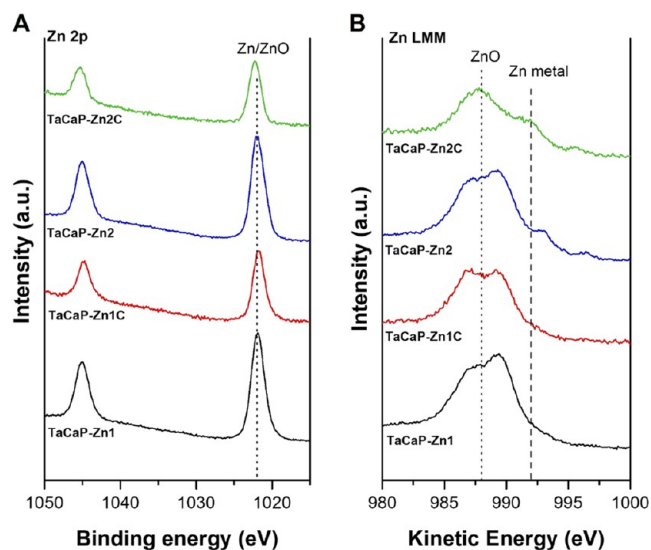 A
Zn 2p
Zn/ZnO
TaCaP-Zn2C
TaCaP-Zn2
TaCaP-Zn1C
TaCaP-Zn1
Intensity (a.u.)
1050 1040 1030 1020
Binding energy (eV)
B
Zn LMM
ZnO
Zn metal
TaCaP-Zn2C
TaCaP-Zn2
TaCaP-Zn1C
TaCaP-Zn1
Intensity (a.u.)
980 985 990 995 1000
Kinetic Energy (eV)